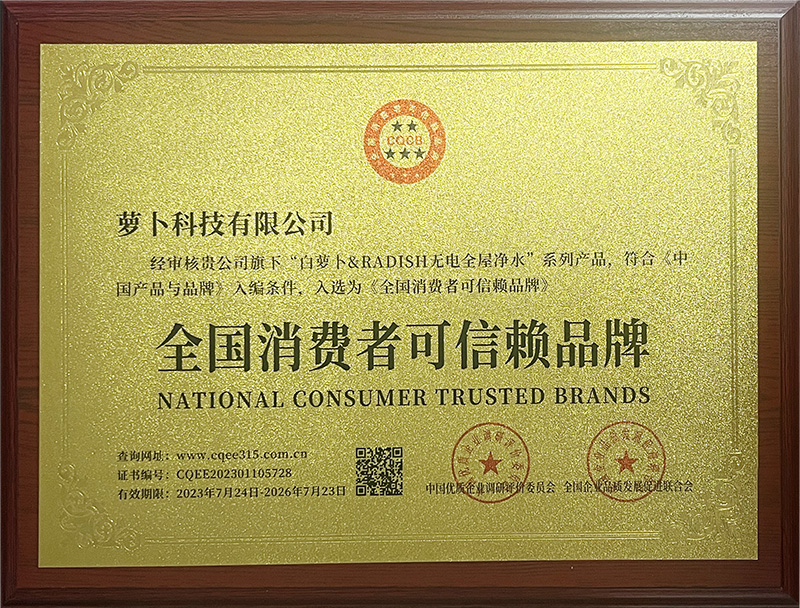 CQCB
萝卜科技有限公司
经审核贵公司旗下“白萝卜&RADISH无电全屋净水”系列产品，符合《中
国产品与品牌》入编条件，入选为《全国消费者可信赖品牌》
全国消费者可信赖品牌
NATIONAL CONSUMER TRUSTED BRANDS
查询网址：www.cqee315.com.cn
证书编号：CQEE202301105728
有效期限：2023年7月24日-2026年7月23日
中国优质企业调研评价委员会 全国企业品质发展促进联合会